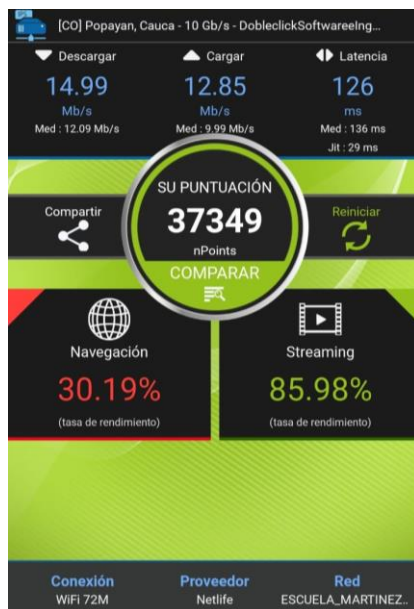 [CO] Popayan, Cauca - 10 Gb/s - DobleclickSoftwareeIng...
Descargar Cargar Latencia
14.99 12.85 126
Mb/s Mb/s ms
Med : 12.09 Mb/s Med : 9.99 Mb/s Med : 136 ms
Jit : 29 ms
SU PUNTUACIÓN
Compartir 37349 Reiniciar
nPoints
COMPARAR
Navegación Streaming
30.19% 85.98%
(tasa de rendimiento) (tasa de rendimiento)
Conexión Proveedor Red
WiFi 72M Netlife ESCUELA_MARTINEZ..